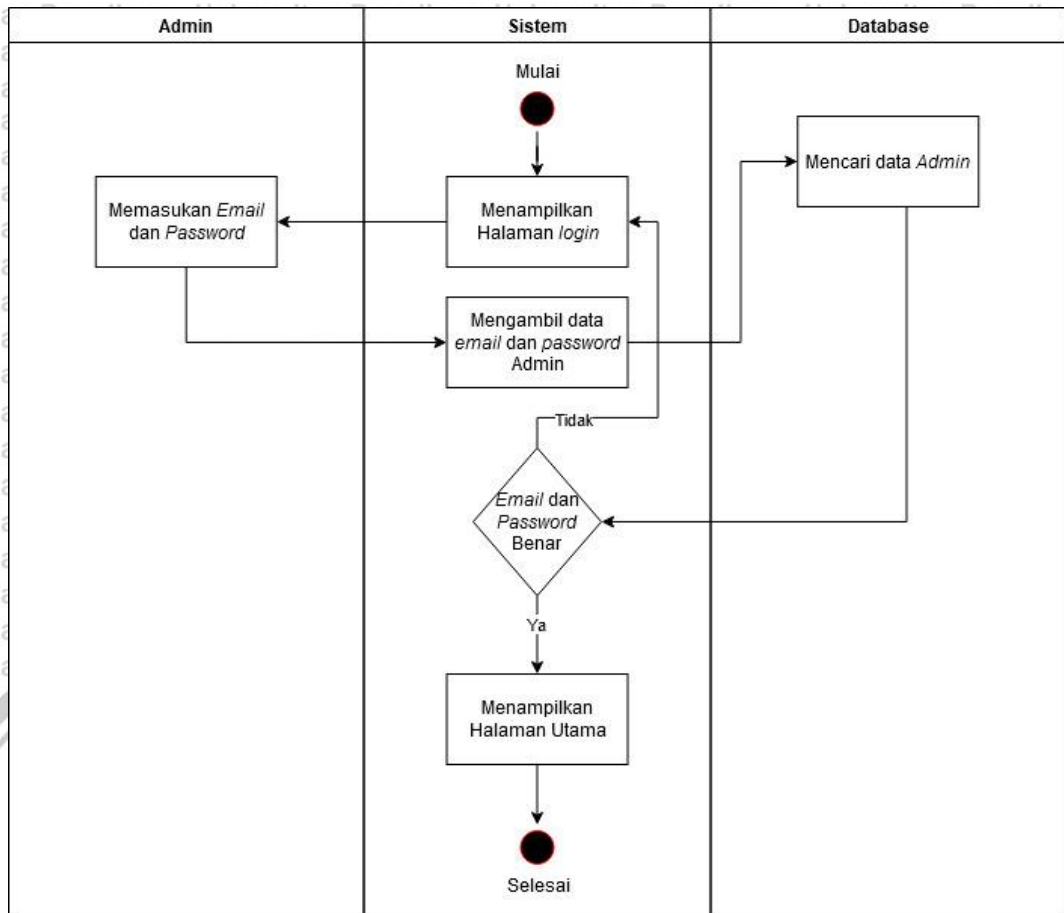 Admin
Sistem
Database
Mulai
Mencari data Admin
Memasukan Email
dan Password
Menampilkan
Halaman login
Mengambil data
email dan password
Admin
Tidak
Email dan
Password
Benar
Ya
Menampilkan
Halaman Utama
Selesai